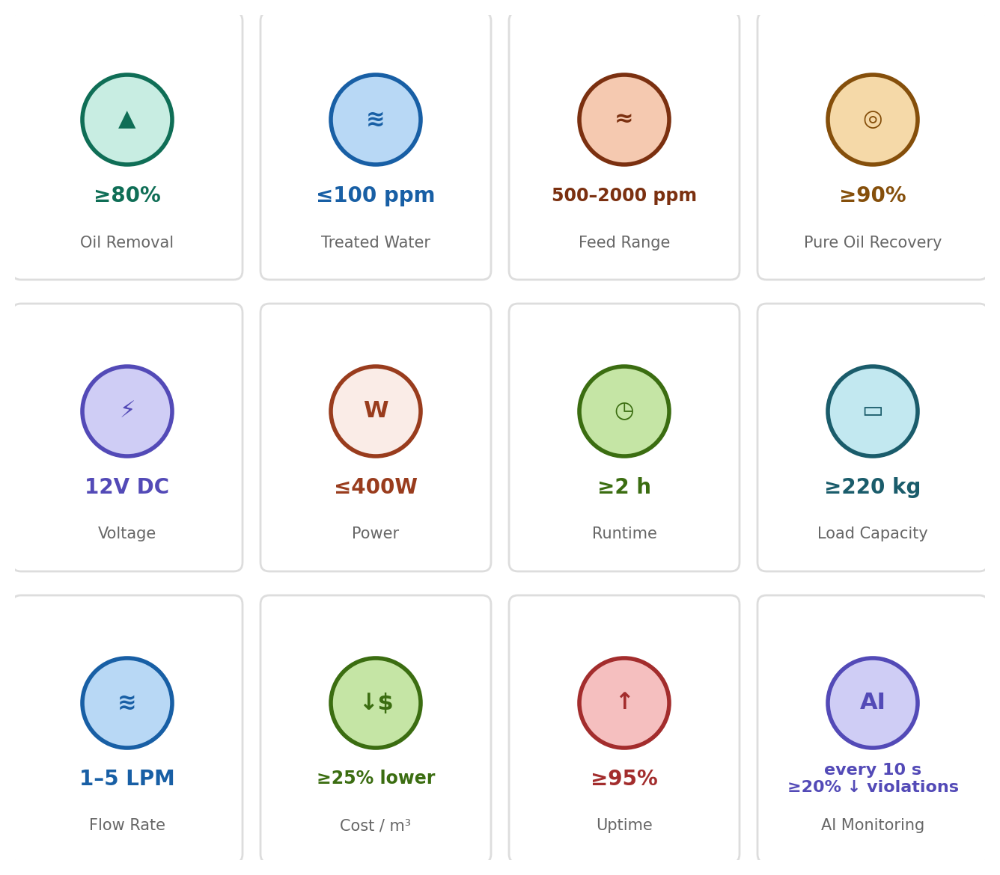 ▲ ≋ ≈ ◎
≥80% ≤100 ppm 500–2000 ppm ≥90%
Oil Removal Treated Water Feed Range Pure Oil Recovery
⚡ W ◷ ▭
12V DC ≤400W ≥2 h ≥220 kg
Voltage Power Runtime Load Capacity
≋ ↓$ ↑ AI
1–5 LPM ≥25% lower ≥95% every 10 s
≥20% ↓ violations
Flow Rate Cost / m³ Uptime AI Monitoring